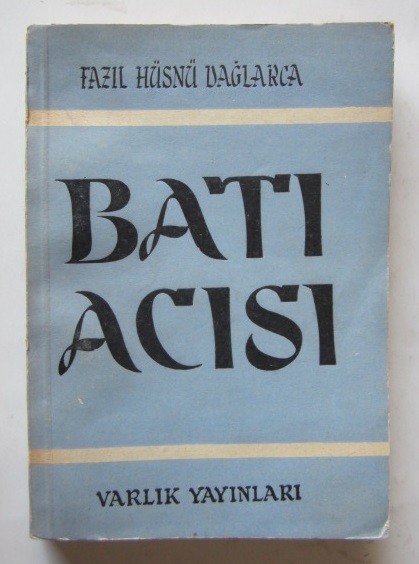 FAZIL HÜSNÜ DAĞLARCA
BATI
ACISI
VARLIK YAYINLARI